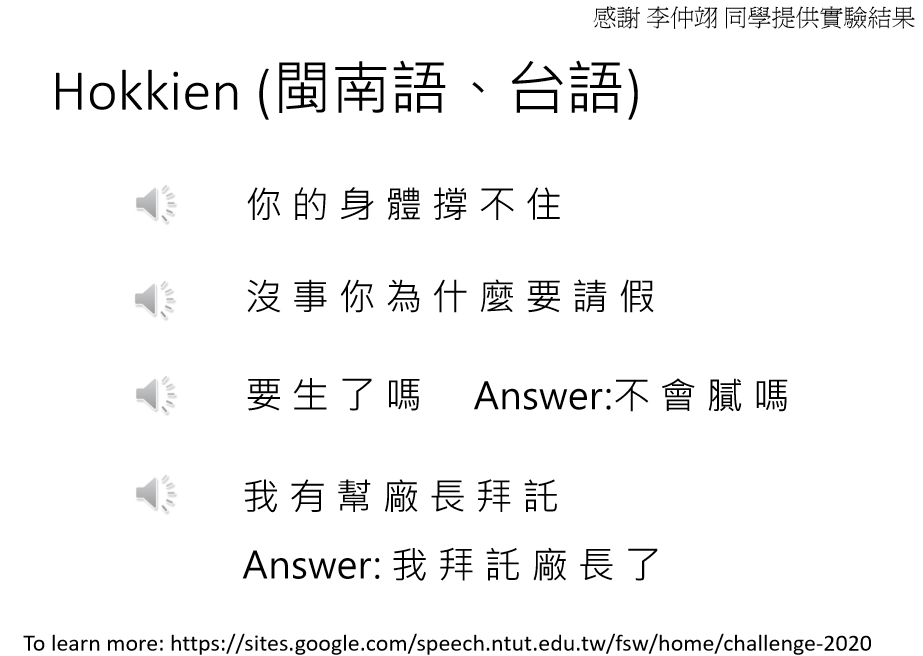 感謝 李仲翊 同學提供實驗結果
Hokkien (閩南語、台語)
你的身體撐不住
沒事你為什麼要請假
要生了嗎 Answer:不會膩嗎
我有幫廠長拜託
Answer: 我拜託廠長了
To learn more: https://sites.google.com/speech.ntut.edu.tw/fsw/home/challenge-2020